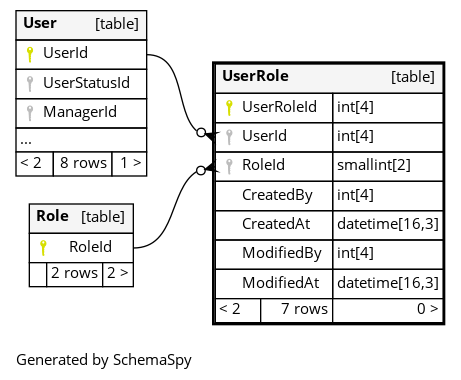 User [table]
UserId
UserStatusId
ManagerId
...
< 2 8 rows 1 >
Role [table]
RoleId
2 rows 2 >
UserRole [table]
UserRoleId int[4]
UserId int[4]
RoleId smallint[2]
CreatedBy int[4]
CreatedAt datetime[16,3]
ModifiedBy int[4]
ModifiedAt datetime[16,3]
< 2 7 rows 0 >
Generated by SchemaSpy